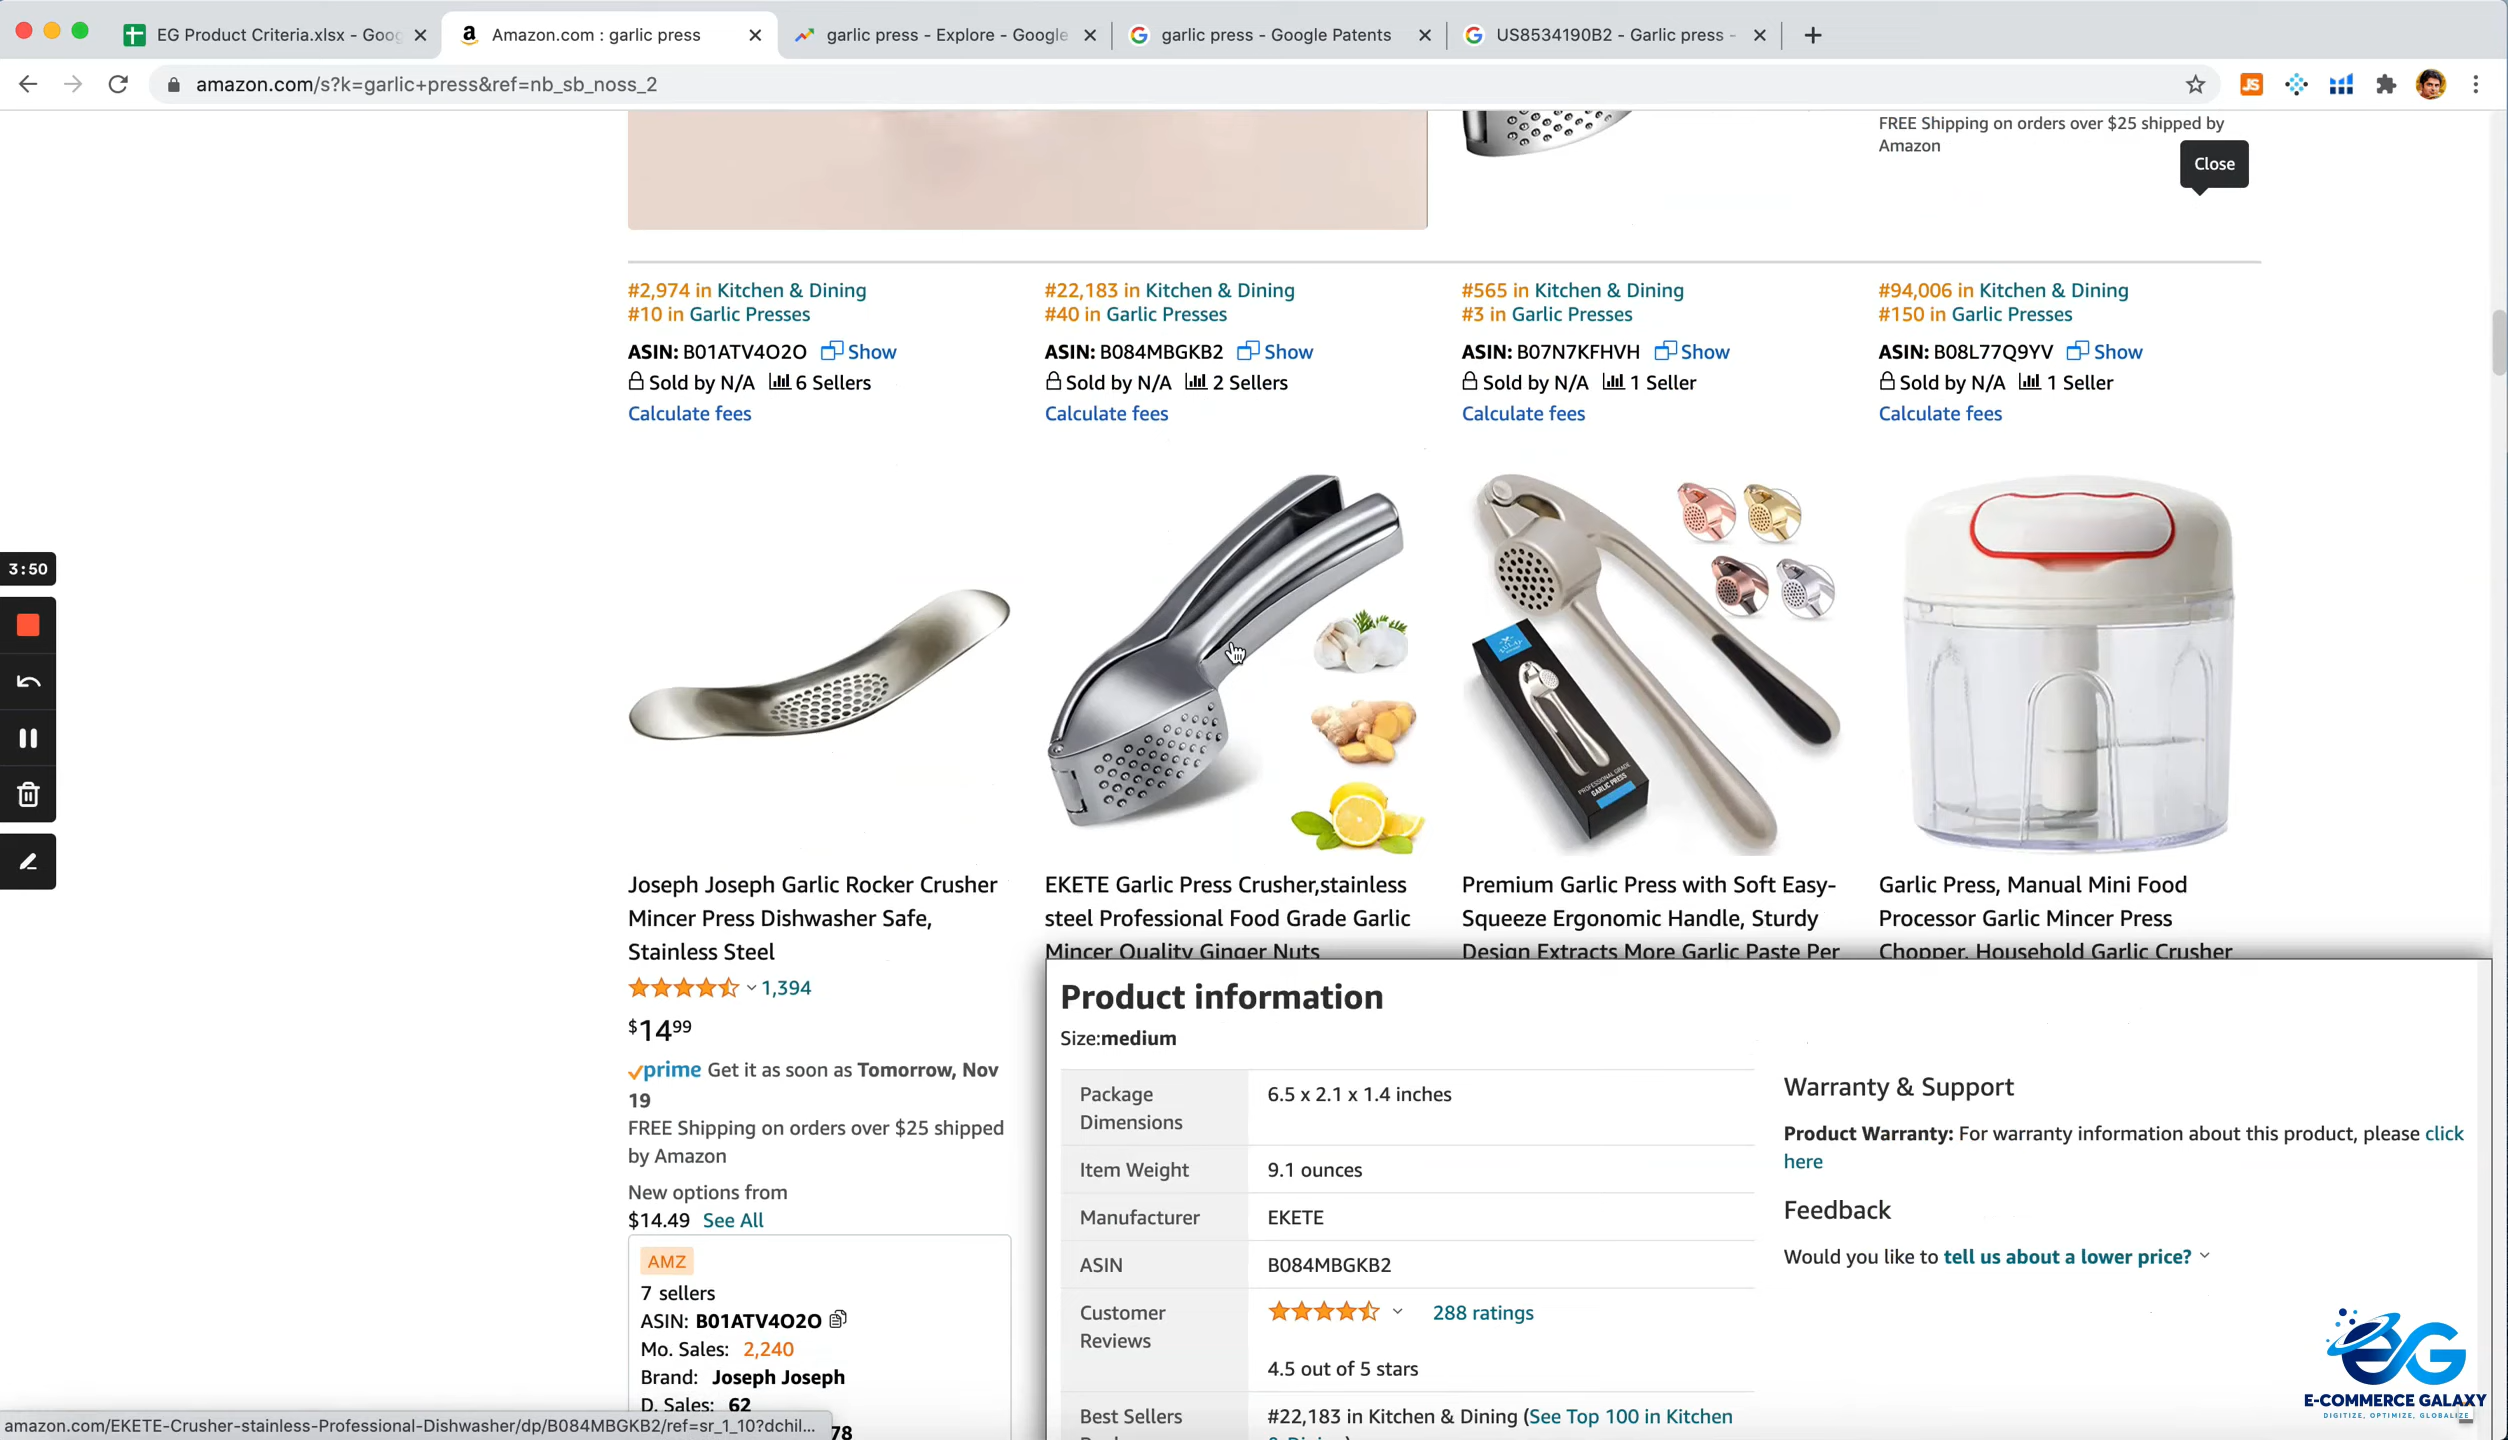 EG Product Criteria.xlsx - Goog
Amazon.com : garlic press
garlic press - Explore - Google
garlic press - Google Patents
US8534190B2 - Garlic press -
amazon.com/s?k=garlic+press&ref=nb_sb_noss_2
JS
FREE Shipping on orders over $25 shipped by
Amazon
Close
#2,974 in Kitchen & Dining
#10 in Garlic Presses
ASIN: B01ATV4O2O Show
Sold by N/A 6 Sellers
Calculate fees
#22,183 in Kitchen & Dining
#40 in Garlic Presses
ASIN: B084MBGKB2 Show
Sold by N/A 2 Sellers
Calculate fees
#565 in Kitchen & Dining
#3 in Garlic Presses
ASIN: B07N7KFHVH Show
Sold by N/A 1 Seller
Calculate fees
#94,006 in Kitchen & Dining
#150 in Garlic Presses
ASIN: B08L77Q9YV Show
Sold by N/A 1 Seller
Calculate fees
3:50
PROFESSIONAL GRADE
GARLIC PRESS
Joseph Joseph Garlic Rocker Crusher
Mincer Press Dishwasher Safe,
Stainless Steel
1,394
$14.99
prime Get it as soon as Tomorrow, Nov
19
FREE Shipping on orders over $25 shipped
by Amazon
New options from
$14.49 See All
AMZ
7 sellers
ASIN: B01ATV4O2O
Mo. Sales: 2,240
Brand: Joseph Joseph
D. Sales: 62
78
EKETE Garlic Press Crusher,stainless
steel Professional Food Grade Garlic
Mincer Quality Ginger Nuts
Premium Garlic Press with Soft Easy-
Squeeze Ergonomic Handle, Sturdy
Design Extracts More Garlic Paste Per
Garlic Press, Manual Mini Food
Processor Garlic Mincer Press
Chopper, Household Garlic Crusher
Product information
Size:medium
Package
Dimensions
6.5 x 2.1 x 1.4 inches
Item Weight
9.1 ounces
Manufacturer
EKETE
ASIN
B084MBGKB2
Customer
Reviews
288 ratings
4.5 out of 5 stars
Best Sellers
#22,183 in Kitchen & Dining (See Top 100 in Kitchen
Warranty & Support
Product Warranty: For warranty information about this product, please click
here
Feedback
Would you like to tell us about a lower price?
amazon.com/EKETE-Crusher-stainless-Professional-Dishwasher/dp/B084MBGKB2/ref=sr_1_10?dchil...
eG
E-COMMERCE GALAXY
DIGITIZE, OPTIMIZE, GLOBALIZE